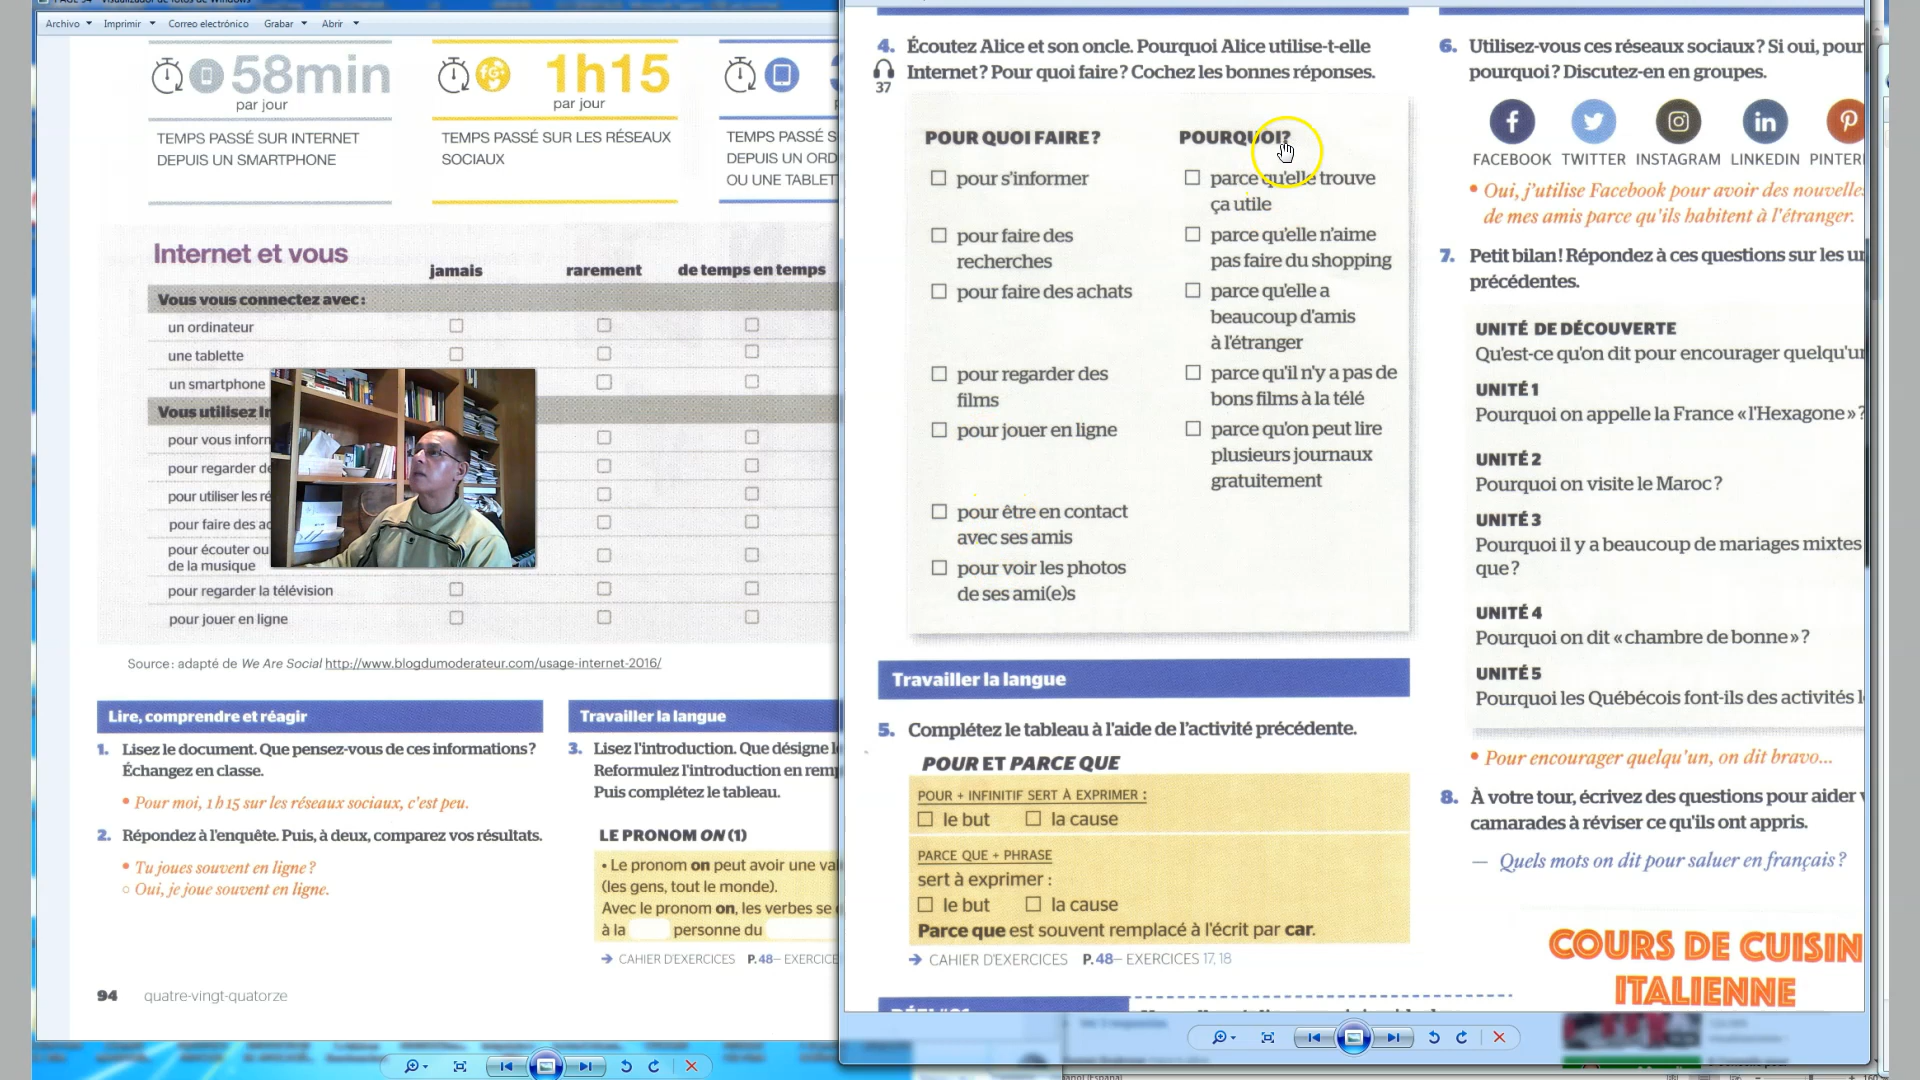 Archivo Imprimir Correo electrónico Grabar Abrir
58min
par jour
TEMPS PASSÉ SUR INTERNET
DEPUIS UN SMARTPHONE
1h15
par jour
TEMPS PASSÉ SUR LES RÉSEAUX
SOCIAUX
TEMPS PASSÉ S
DEPUIS UN ORD
OU UNE TABLET
Internet et vous
jamais rarement de temps en temps
Vous vous connectez avec :
un ordinateur
une tablette
un smartphone
Vous utilisez In
pour vous inforn
pour regarder de
pour utiliser les ré
pour faire des ac
pour écouter ou
de la musique
pour regarder la télévision
pour jouer en ligne
Source : adapté de We Are Social http://www.blogdumoderateur.com/usage-internet-2016/
Lire, comprendre et réagir
1. Lisez le document. Que pensez-vous de ces informations ?
Échangez en classe.
• Pour moi, 1 h 15 sur les réseaux sociaux, c'est peu.
2. Répondez à l'enquête. Puis, à deux, comparez vos résultats.
• Tu joues souvent en ligne ?
○ Oui, je joue souvent en ligne.
94 quatre-vingt-quatorze
Travailler la langue
3. Lisez l'introduction. Que désigne l
Reformulez l'introduction en remp
Puis complétez le tableau.
LE PRONOM ON (1)
• Le pronom on peut avoir une val
(les gens, tout le monde).
Avec le pronom on, les verbes se
à la personne du
→ CAHIER D'EXERCICES P. 48 – EXERCICE
4. Écoutez Alice et son oncle. Pourquoi Alice utilise-t-elle
Internet ? Pour quoi faire ? Cochez les bonnes réponses.
37
POUR QUOI FAIRE ?
pour s'informer
pour faire des
recherches
pour faire des achats
pour regarder des
films
pour jouer en ligne
pour être en contact
avec ses amis
pour voir les photos
de ses ami(e)s
POURQUOI ?
parce qu'elle trouve
ça utile
parce qu'elle n'aime
pas faire du shopping
parce qu'elle a
beaucoup d'amis
à l'étranger
parce qu'il n'y a pas de
bons films à la télé
parce qu'on peut lire
plusieurs journaux
gratuitement
Travailler la langue
5. Complétez le tableau à l'aide de l'activité précédente.
POUR ET PARCE QUE
POUR + INFINITIF SERT À EXPRIMER :
le but la cause
PARCE QUE + PHRASE
sert à exprimer :
le but la cause
Parce que est souvent remplacé à l'écrit par car.
→ CAHIER D'EXERCICES P. 48 – EXERCICES 17, 18
6. Utilisez-vous ces réseaux sociaux ? Si oui, pour
pourquoi ? Discutez-en en groupes.
FACEBOOK TWITTER INSTAGRAM LINKEDIN PINTER
• Oui, j'utilise Facebook pour avoir des nouvelles
de mes amis parce qu'ils habitent à l'étranger.
7. Petit bilan ! Répondez à ces questions sur les un
précédentes.
UNITÉ DE DÉCOUVERTE
Qu'est-ce qu'on dit pour encourager quelqu'un
UNITÉ 1
Pourquoi on appelle la France « l'Hexagone » ?
UNITÉ 2
Pourquoi on visite le Maroc ?
UNITÉ 3
Pourquoi il y a beaucoup de mariages mixtes
que ?
UNITÉ 4
Pourquoi on dit « chambre de bonne » ?
UNITÉ 5
Pourquoi les Québécois font-ils des activités l
• Pour encourager quelqu'un, on dit bravo...
8. À votre tour, écrivez des questions pour aider v
camarades à réviser ce qu'ils ont appris.
— Quels mots on dit pour saluer en français ?
COURS DE CUISIN
ITALIENNE